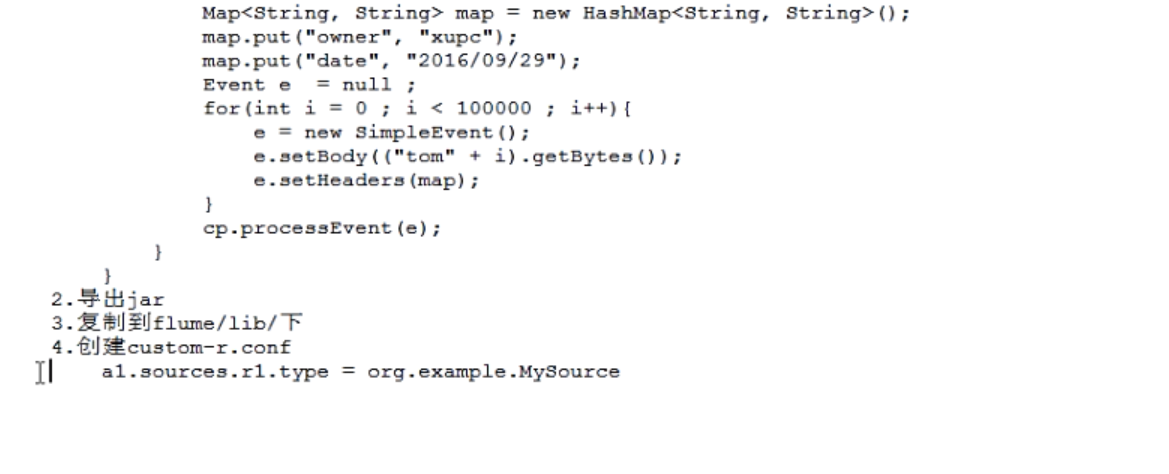 Map<String, String> map = new HashMap<String, String>();
map.put("owner", "xupc");
map.put("date", "2016/09/29");
Event e  = null ;
for(int i = 0 ; i < 100000 ; i++){
e = new SimpleEvent();
e.setBody(("tom" + i).getBytes());
e.setHeaders(map);
}
cp.processEvent(e);
}
}
2.导出jar
3.复制到flume/lib/下
4.创建custom-r.conf
a1.sources.r1.type = org.example.MySource